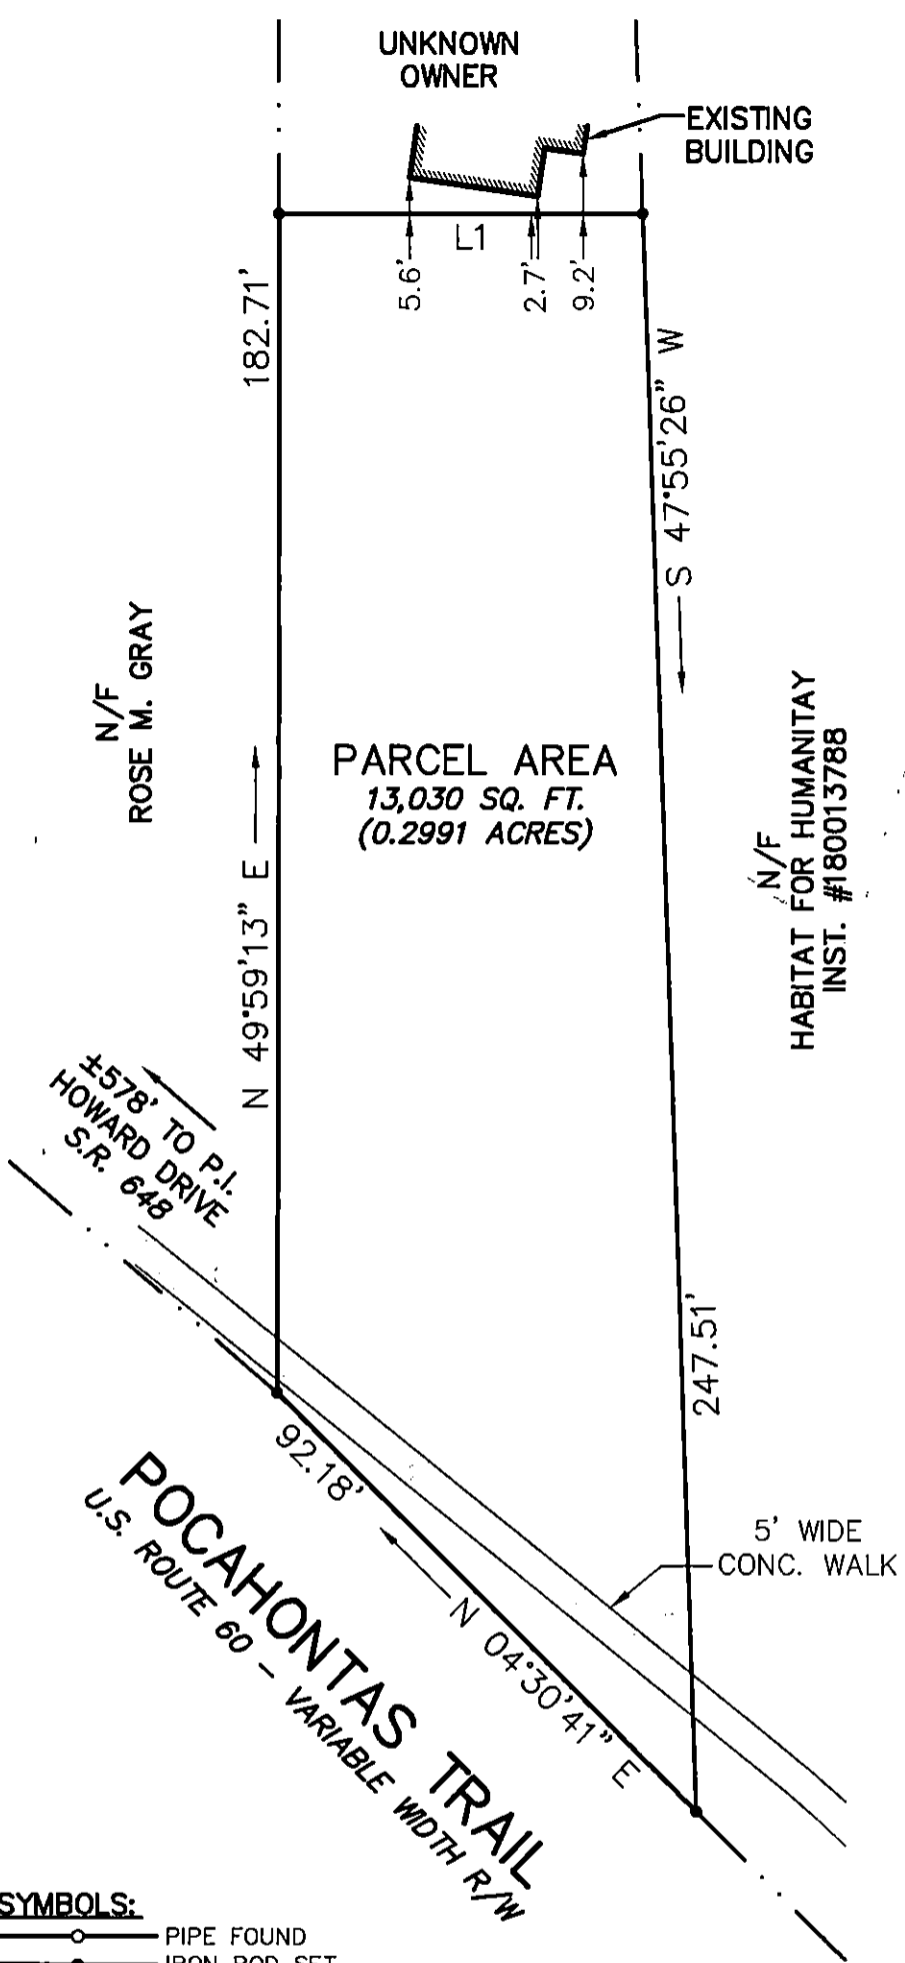 UNKNOWN
OWNER
EXISTING
BUILDING
L1
5.6'
2.7'
9.2'
182.71'
S 47°55'26" W
N/F
ROSE M. GRAY
PARCEL AREA
13,030 SQ. FT.
(0.2991 ACRES)
N/F
HABITAT FOR HUMANITAY
INST. #180013788
N 49°59'13" E
±578' TO P.I.
HOWARD DRIVE
S.R. 648
247.51'
92.18'
N 04°30'41" E
5' WIDE
CONC. WALK
POCAHONTAS TRAIL
U.S. ROUTE 60 - VARIABLE WIDTH R/W
SYMBOLS:
PIPE FOUND
IRON ROD SET